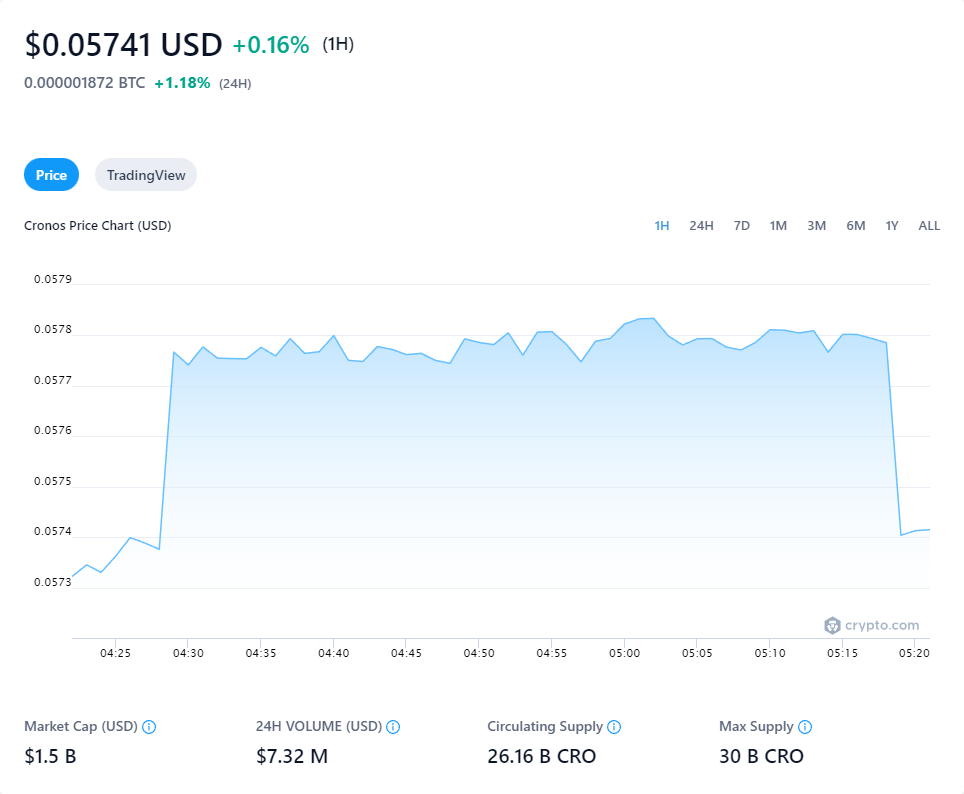 $0.05741 USD +0.16% (1H)
0.000001872 BTC +1.18% (24H)
Price TradingView
Cronos Price Chart (USD) 1H 24H 7D 1M 3M 6M 1Y ALL
0.0579
0.0578
0.0577
0.0576
0.0575
0.0574
0.0573
crypto.com
04:25 04:30 04:35 04:40 04:45 04:50 04:55 05:00 05:05 05:10 05:15 05:20
Market Cap (USD) 24H VOLUME (USD) Circulating Supply Max Supply
$1.5 B $7.32 M 26.16 B CRO 30 B CRO